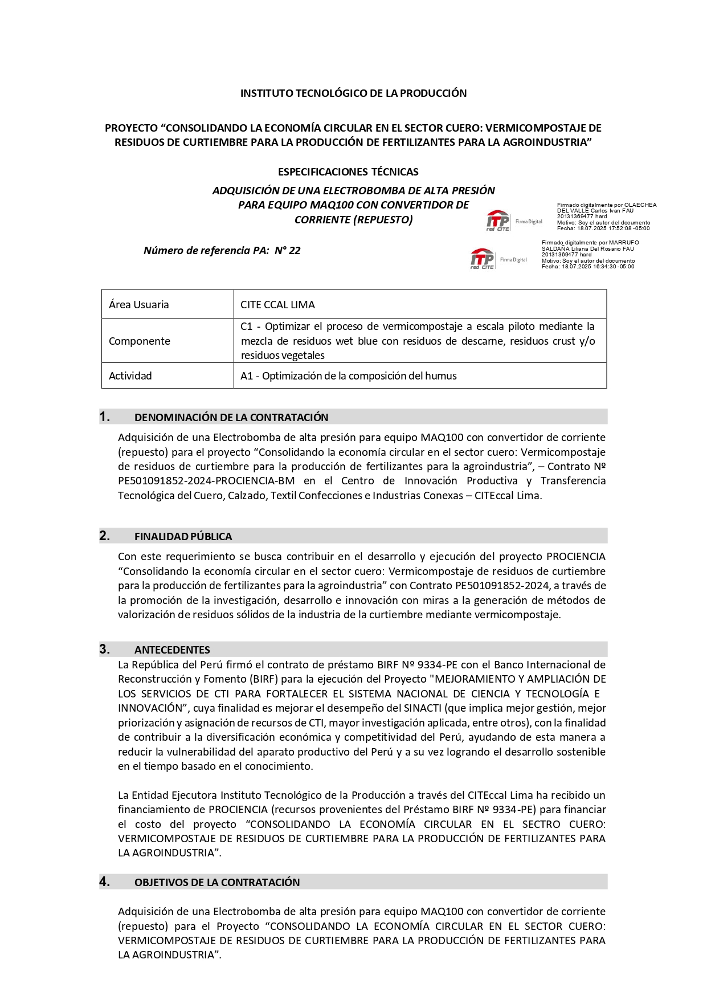 INSTITUTO TECNOLÓGICO DE LA PRODUCCIÓN
PROYECTO “CONSOLIDANDO LA ECONOMÍA CIRCULAR EN EL SECTOR CUERO: VERMICOMPOSTAJE DE
RESIDUOS DE CURTIEMBRE PARA LA PRODUCCIÓN DE FERTILIZANTES PARA LA AGROINDUSTRIA”
ESPECIFICACIONES TÉCNICAS
ADQUISICIÓN DE UNA ELECTROBOMBA DE ALTA PRESIÓN
PARA EQUIPO MAQ100 CON CONVERTIDOR DE
CORRIENTE (REPUESTO)
ITP
red CITE
Firma Digital
Firmado digitalmente por OLAECHEA
DEL VALLE Carlos Ivan FAU
20131369477 hard
Motivo: Soy el autor del documento
Fecha: 18.07.2025 17:52:08 -05:00
Número de referencia PA: N° 22
ITP
red CITE
Firma Digital
Firmado digitalmente por MARRUFO
SALDAÑA Liliana Del Rosario FAU
20131369477 hard
Motivo: Soy el autor del documento
Fecha: 18.07.2025 16:34:30 -05:00
Área Usuaria
CITE CCAL LIMA
Componente
C1 - Optimizar el proceso de vermicompostaje a escala piloto mediante la
mezcla de residuos wet blue con residuos de descarne, residuos crust y/o
residuos vegetales
Actividad
A1 - Optimización de la composición del humus
1. DENOMINACIÓN DE LA CONTRATACIÓN
Adquisición de una Electrobomba de alta presión para equipo MAQ100 con convertidor de corriente
(repuesto) para el proyecto “Consolidando la economía circular en el sector cuero: Vermicompostaje
de residuos de curtiembre para la producción de fertilizantes para la agroindustria”, – Contrato Nº
PE501091852-2024-PROCIENCIA-BM en el Centro de Innovación Productiva y Transferencia
Tecnológica del Cuero, Calzado, Textil Confecciones e Industrias Conexas – CITEccal Lima.
2. FINALIDAD PÚBLICA
Con este requerimiento se busca contribuir en el desarrollo y ejecución del proyecto PROCIENCIA
“Consolidando la economía circular en el sector cuero: Vermicompostaje de residuos de curtiembre
para la producción de fertilizantes para la agroindustria” con Contrato PE501091852-2024, a través de
la promoción de la investigación, desarrollo e innovación con miras a la generación de métodos de
valorización de residuos sólidos de la industria de la curtiembre mediante vermicompostaje.
3. ANTECEDENTES
La República del Perú firmó el contrato de préstamo BIRF Nº 9334-PE con el Banco Internacional de
Reconstrucción y Fomento (BIRF) para la ejecución del Proyecto "MEJORAMIENTO Y AMPLIACIÓN DE
LOS SERVICIOS DE CTI PARA FORTALECER EL SISTEMA NACIONAL DE CIENCIA Y TECNOLOGÍA E
INNOVACIÓN”, cuya finalidad es mejorar el desempeño del SINACTI (que implica mejor gestión, mejor
priorización y asignación de recursos de CTI, mayor investigación aplicada, entre otros), con la finalidad
de contribuir a la diversificación económica y competitividad del Perú, ayudando de esta manera a
reducir la vulnerabilidad del aparato productivo del Perú y a su vez logrando el desarrollo sostenible
en el tiempo basado en el conocimiento.
La Entidad Ejecutora Instituto Tecnológico de la Producción a través del CITEccal Lima ha recibido un
financiamiento de PROCIENCIA (recursos provenientes del Préstamo BIRF Nº 9334-PE) para financiar
el costo del proyecto “CONSOLIDANDO LA ECONOMÍA CIRCULAR EN EL SECTRO CUERO:
VERMICOMPOSTAJE DE RESIDUOS DE CURTIEMBRE PARA LA PRODUCCIÓN DE FERTILIZANTES PARA
LA AGROINDUSTRIA”.
4. OBJETIVOS DE LA CONTRATACIÓN
Adquisición de una Electrobomba de alta presión para equipo MAQ100 con convertidor de corriente
(repuesto) para el Proyecto “CONSOLIDANDO LA ECONOMÍA CIRCULAR EN EL SECTOR CUERO:
VERMICOMPOSTAJE DE RESIDUOS DE CURTIEMBRE PARA LA PRODUCCIÓN DE FERTILIZANTES PARA
LA AGROINDUSTRIA”.